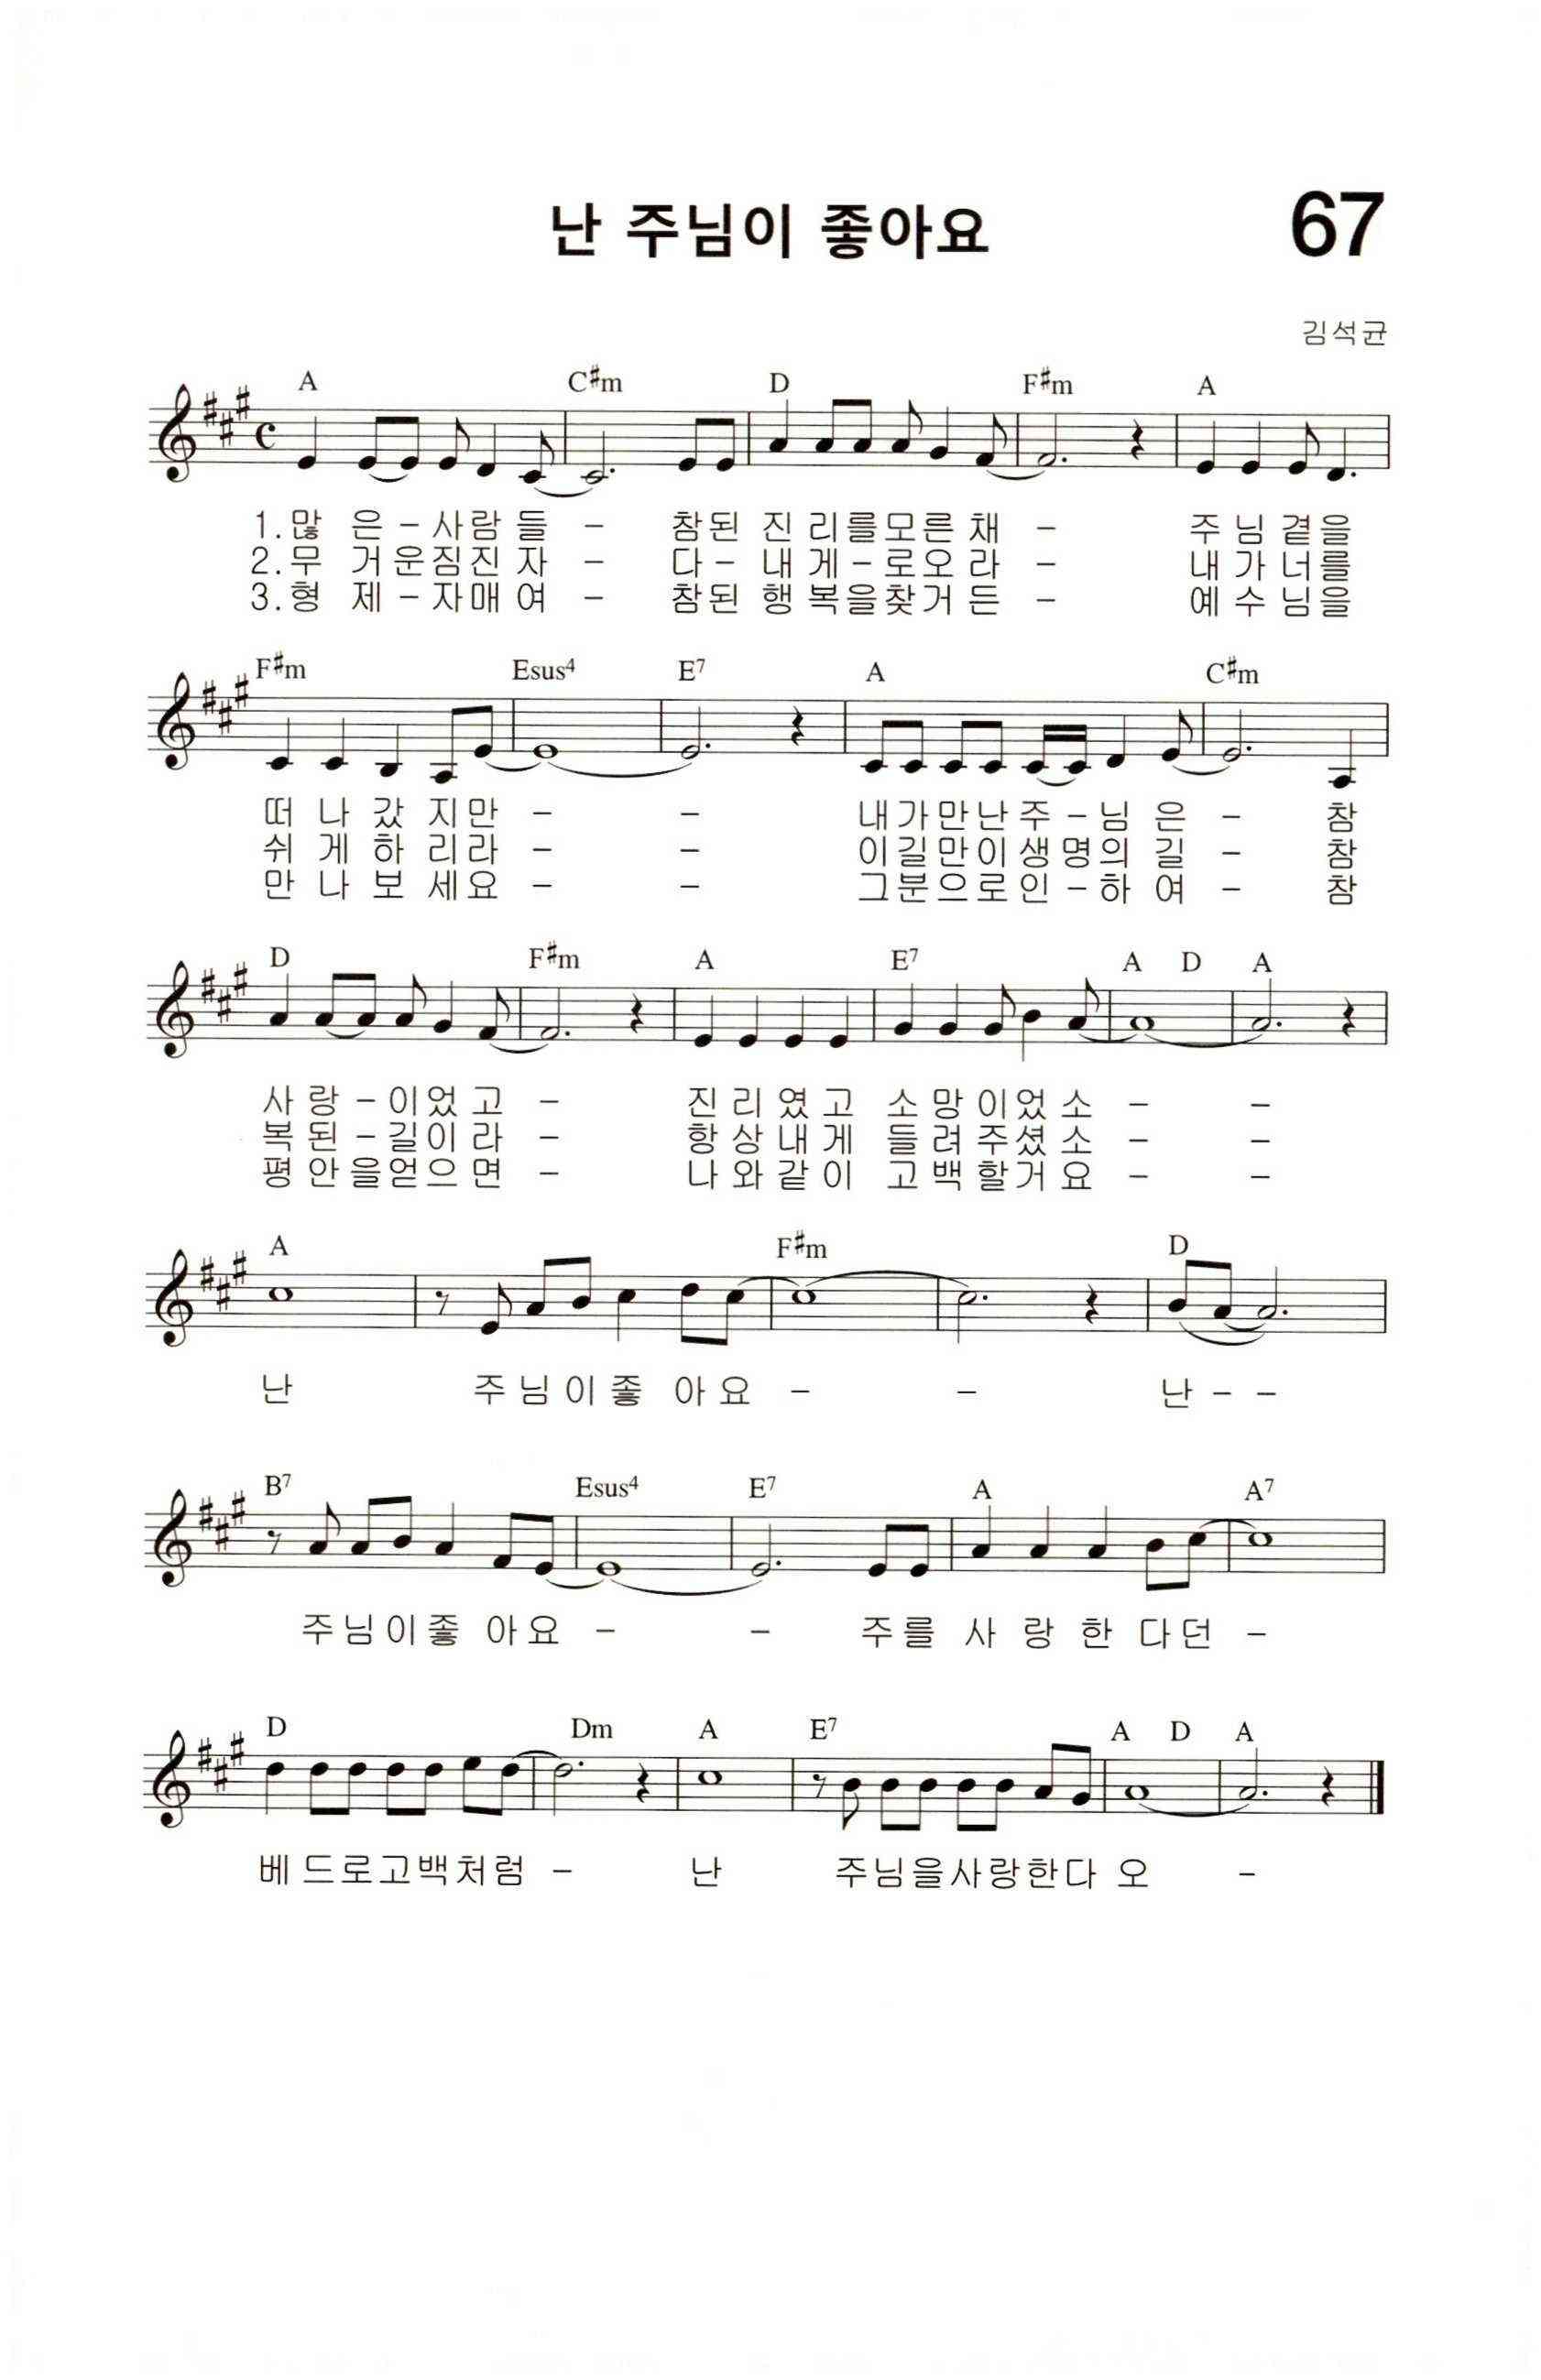 난 주님이 좋아요
67
김석균
A C#m D F#m A
1.많 은 - 사람 들 - 참된 진 리를모른 채 - 주 님 곁을
2.무 거운짐진 자 - 다 - 내 게 - 로오 라 - 내 가 너를
3.형 제 - 자매 여 - 참된 행 복을찾거 든 - 예 수 님을
F#m Esus4 E7 A C#m
떠 나 갔 지만 - - 내가만난 주 - 님 은 - 참
쉬 게 하 리라 - - 이길만이 생명의 길 - 참
만 나 보 세요 - - 그분으로인 - 하 여 - 참
D F#m A E7 A D A
사 랑 - 이었 고 - 진 리 였 고 소 망 이었 소 - -
복 된 - 길이 라 - 항 상 내 게 들 려 주셨 소 - -
평 안을얻으 면 - 나 와 같 이 고 백 할거 요 - -
A F#m D
난 주 님이 좋 아요 - - 난 - -
B7 Esus4 E7 A A7
주 님이 좋 아요 - - 주를 사 랑 한 다던 -
D Dm A E7 A D A
베 드로고백처럼 - 난 주님을사랑한다 오 -